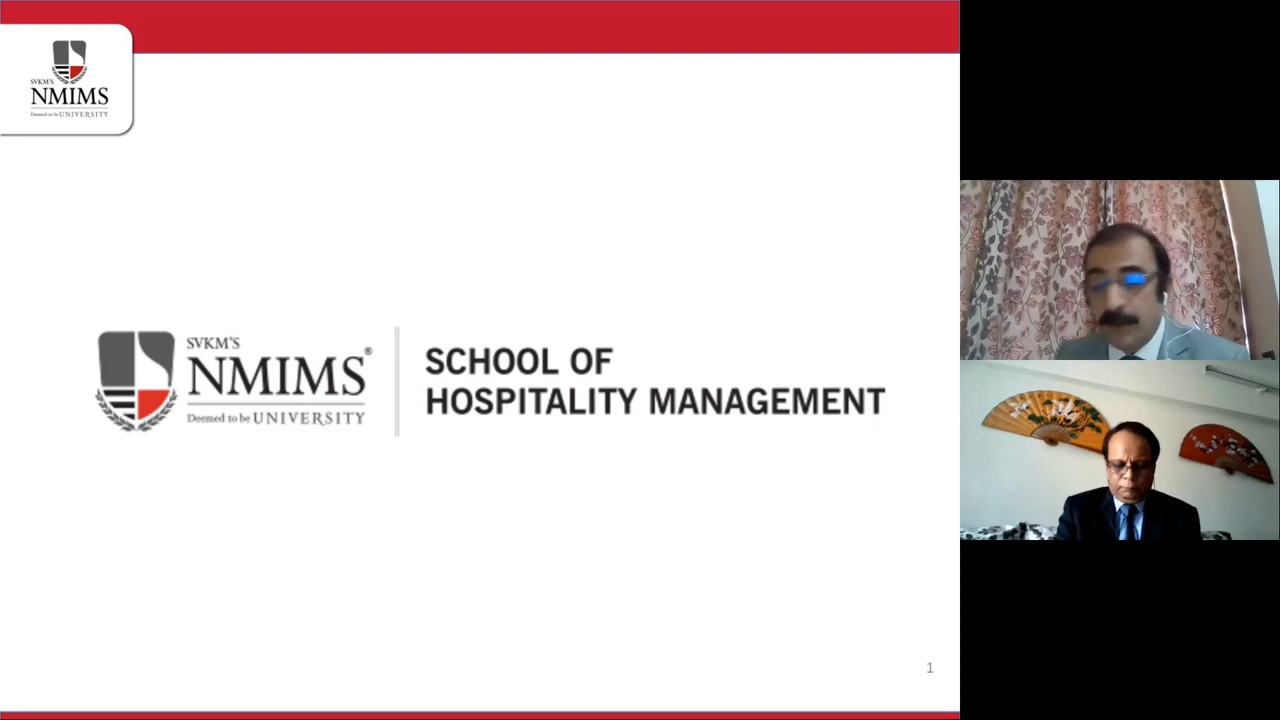 SVKM'S
NMIMS
Deemed to be UNIVERSITY
SVKM'S
NMIMS®
Deemed to be UNIVERSITY
SCHOOL OF
HOSPITALITY MANAGEMENT
1